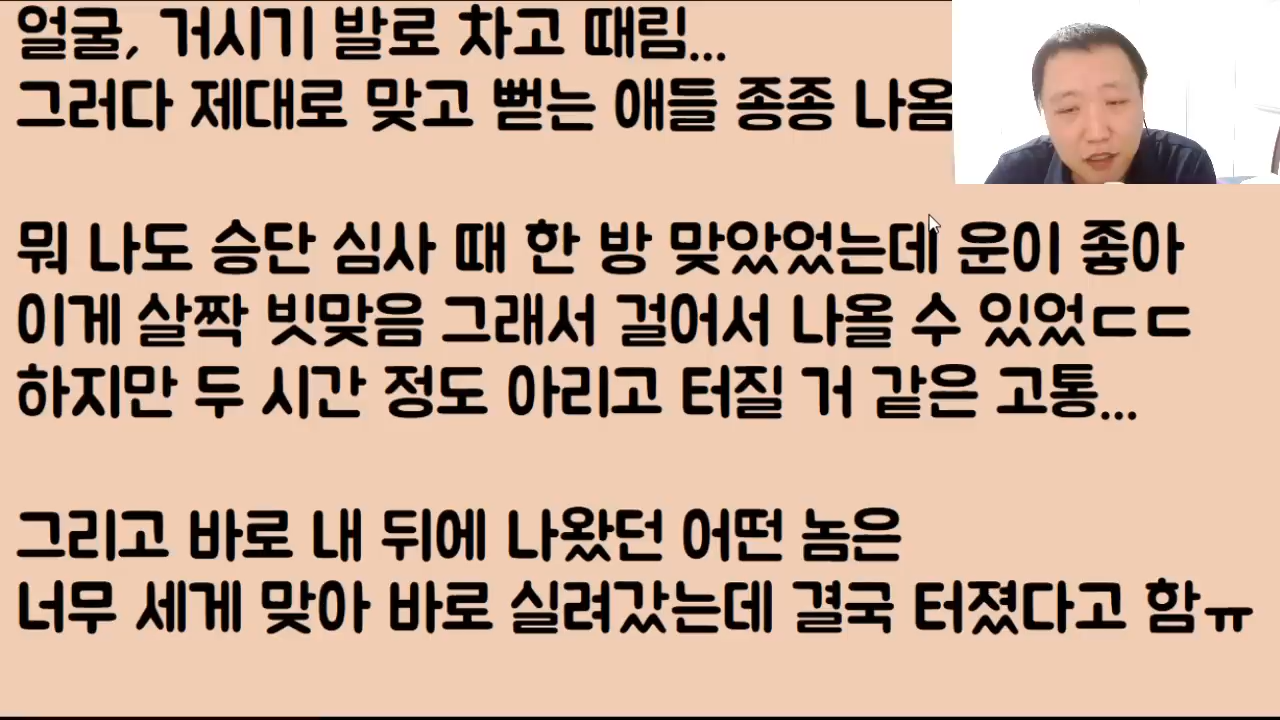 얼굴, 거시기 발로 차고 때림...
그러다 제대로 맞고 뻗는 애들 종종 나옴
뭐 나도 승단 심사 때 한 방 맞았었는데 운이 좋아
이게 살짝 빗맞음 그래서 걸어서 나올 수 있었ㄷㄷ
하지만 두 시간 정도 아리고 터질 거 같은 고통...
그리고 바로 내 뒤에 나왔던 어떤 놈은
너무 세게 맞아 바로 실려갔는데 결국 터졌다고 함ㅠ